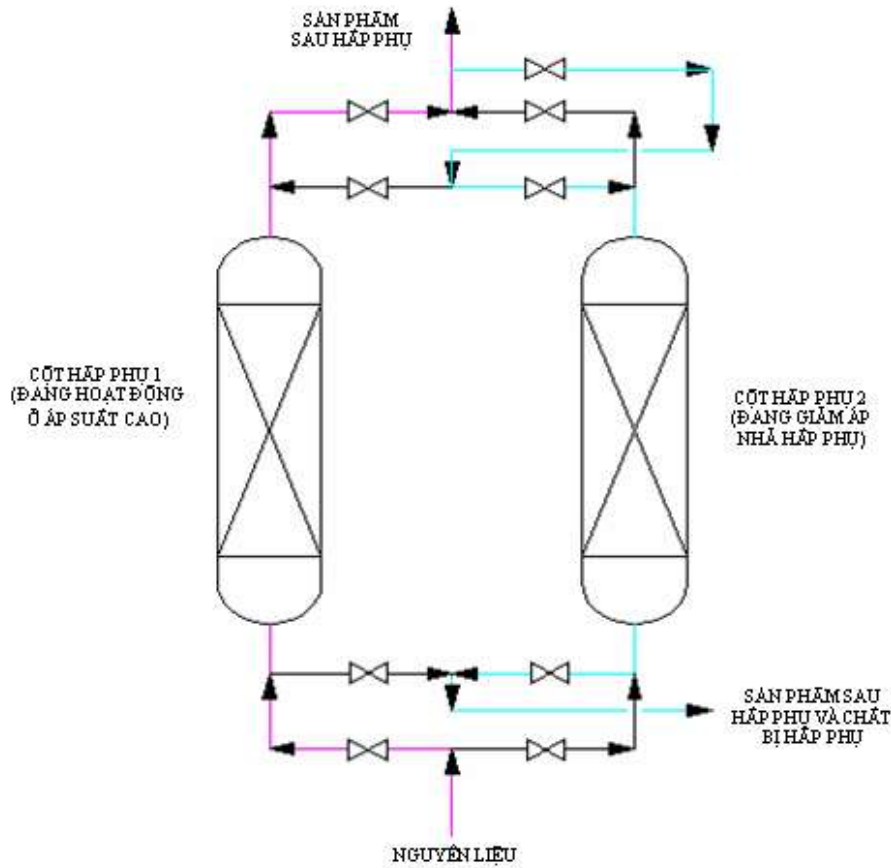 SẢN PHẨM
SAU HẤP PHỤ
CỘT HẤP PHỤ 1
(ĐANG HOẠT ĐỘNG
Ở ÁP SUẤT CAO)
CỘT HẤP PHỤ 2
(ĐANG GIẢM ÁP
NHẢ HẤP PHỤ)
SẢN PHẨM SAU
HẤP PHỤ VÀ CHẤT
BỊ HẤP PHỤ
NGUYÊN LIỆU